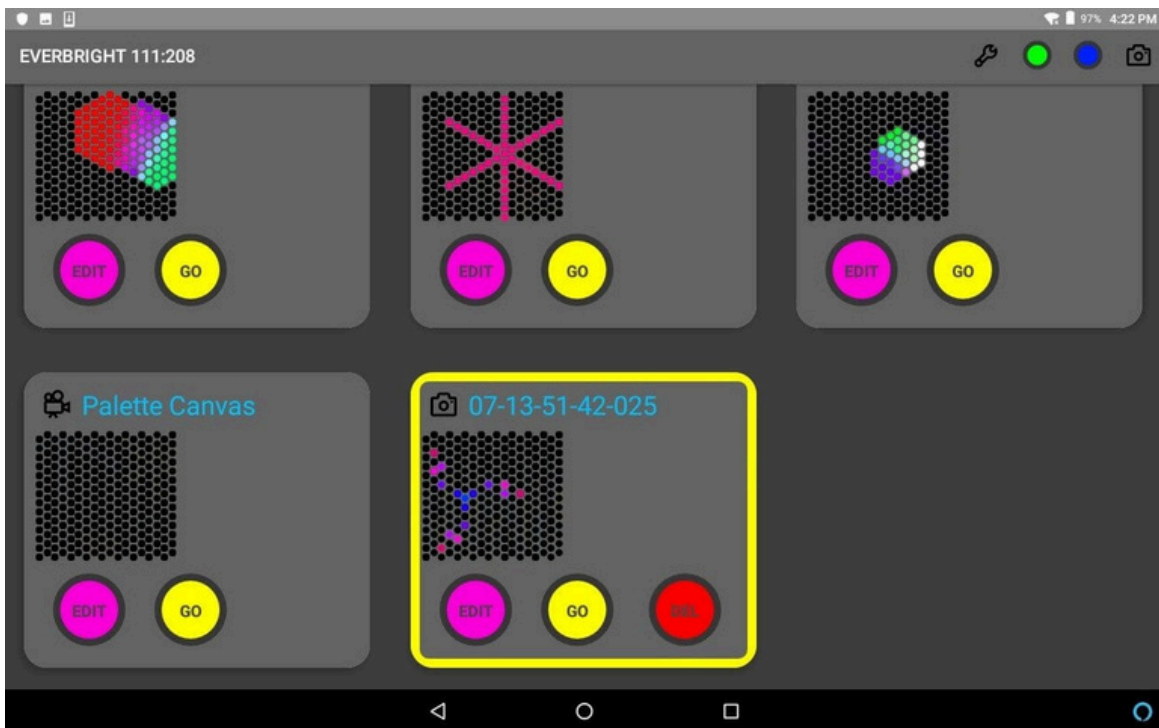 97% 4:22 PM
EVERBRIGHT 111:208
EDIT GO
EDIT GO
EDIT GO
Palette Canvas
07-13-51-42-025
EDIT GO
EDIT GO DEL